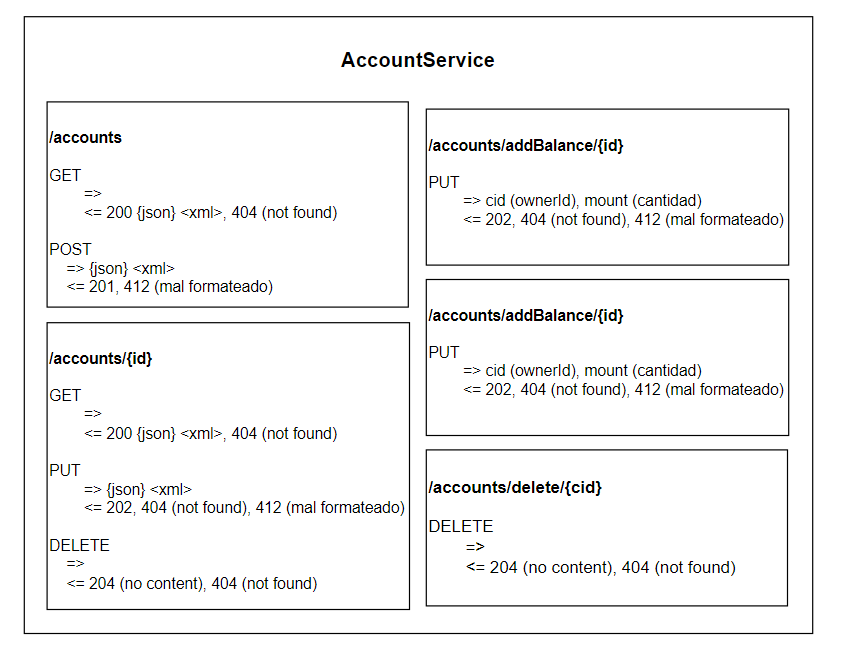 AccountService
/accounts
GET
=>
<= 200 {json} <xml>, 404 (not found)
POST
=> {json} <xml>
<= 201, 412 (mal formateado)
/accounts/{id}
GET
=>
<= 200 {json} <xml>, 404 (not found)
PUT
=> {json} <xml>
<= 202, 404 (not found), 412 (mal formateado)
DELETE
=>
<= 204 (no content), 404 (not found)
/accounts/addBalance/{id}
PUT
=> cid (ownerId), mount (cantidad)
<= 202, 404 (not found), 412 (mal formateado)
/accounts/addBalance/{id}
PUT
=> cid (ownerId), mount (cantidad)
<= 202, 404 (not found), 412 (mal formateado)
/accounts/delete/{cid}
DELETE
=>
<= 204 (no content), 404 (not found)